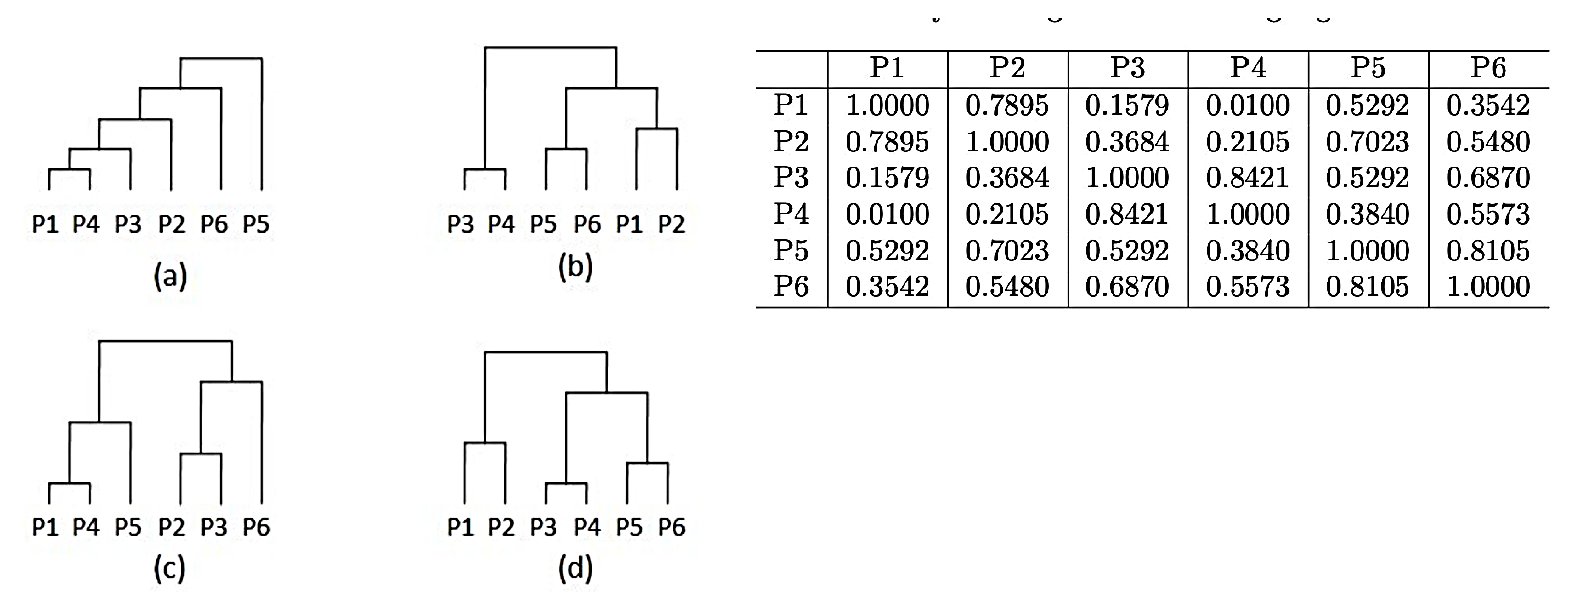 P1 P4 P3 P2 P6 P5
(a)
P3 P4 P5 P6 P1 P2
(b)
P1 P4 P5 P2 P3 P6
(c)
P1 P2 P3 P4 P5 P6
(d)
P1 P2 P3 P4 P5 P6
P1 1.0000 0.7895 0.1579 0.0100 0.5292 0.3542
P2 0.7895 1.0000 0.3684 0.2105 0.7023 0.5480
P3 0.1579 0.3684 1.0000 0.8421 0.5292 0.6870
P4 0.0100 0.2105 0.8421 1.0000 0.3840 0.5573
P5 0.5292 0.7023 0.5292 0.3840 1.0000 0.8105
P6 0.3542 0.5480 0.6870 0.5573 0.8105 1.0000